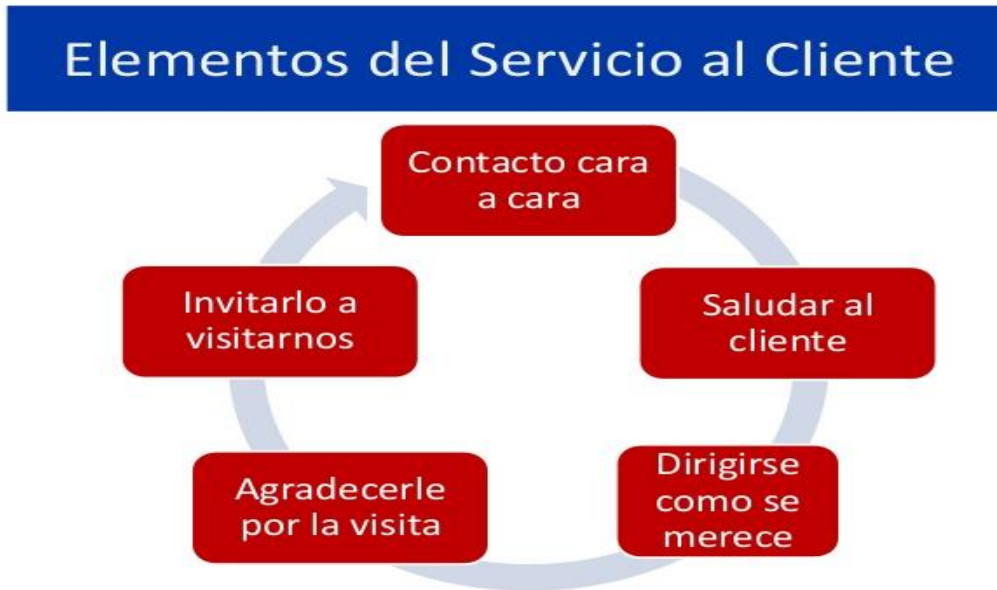 Elementos del Servicio al Cliente
Contacto cara
a cara
Saludar al
cliente
Dirigirse
como se
merece
Agradecerle
por la visita
Invitarlo a
visitarnos